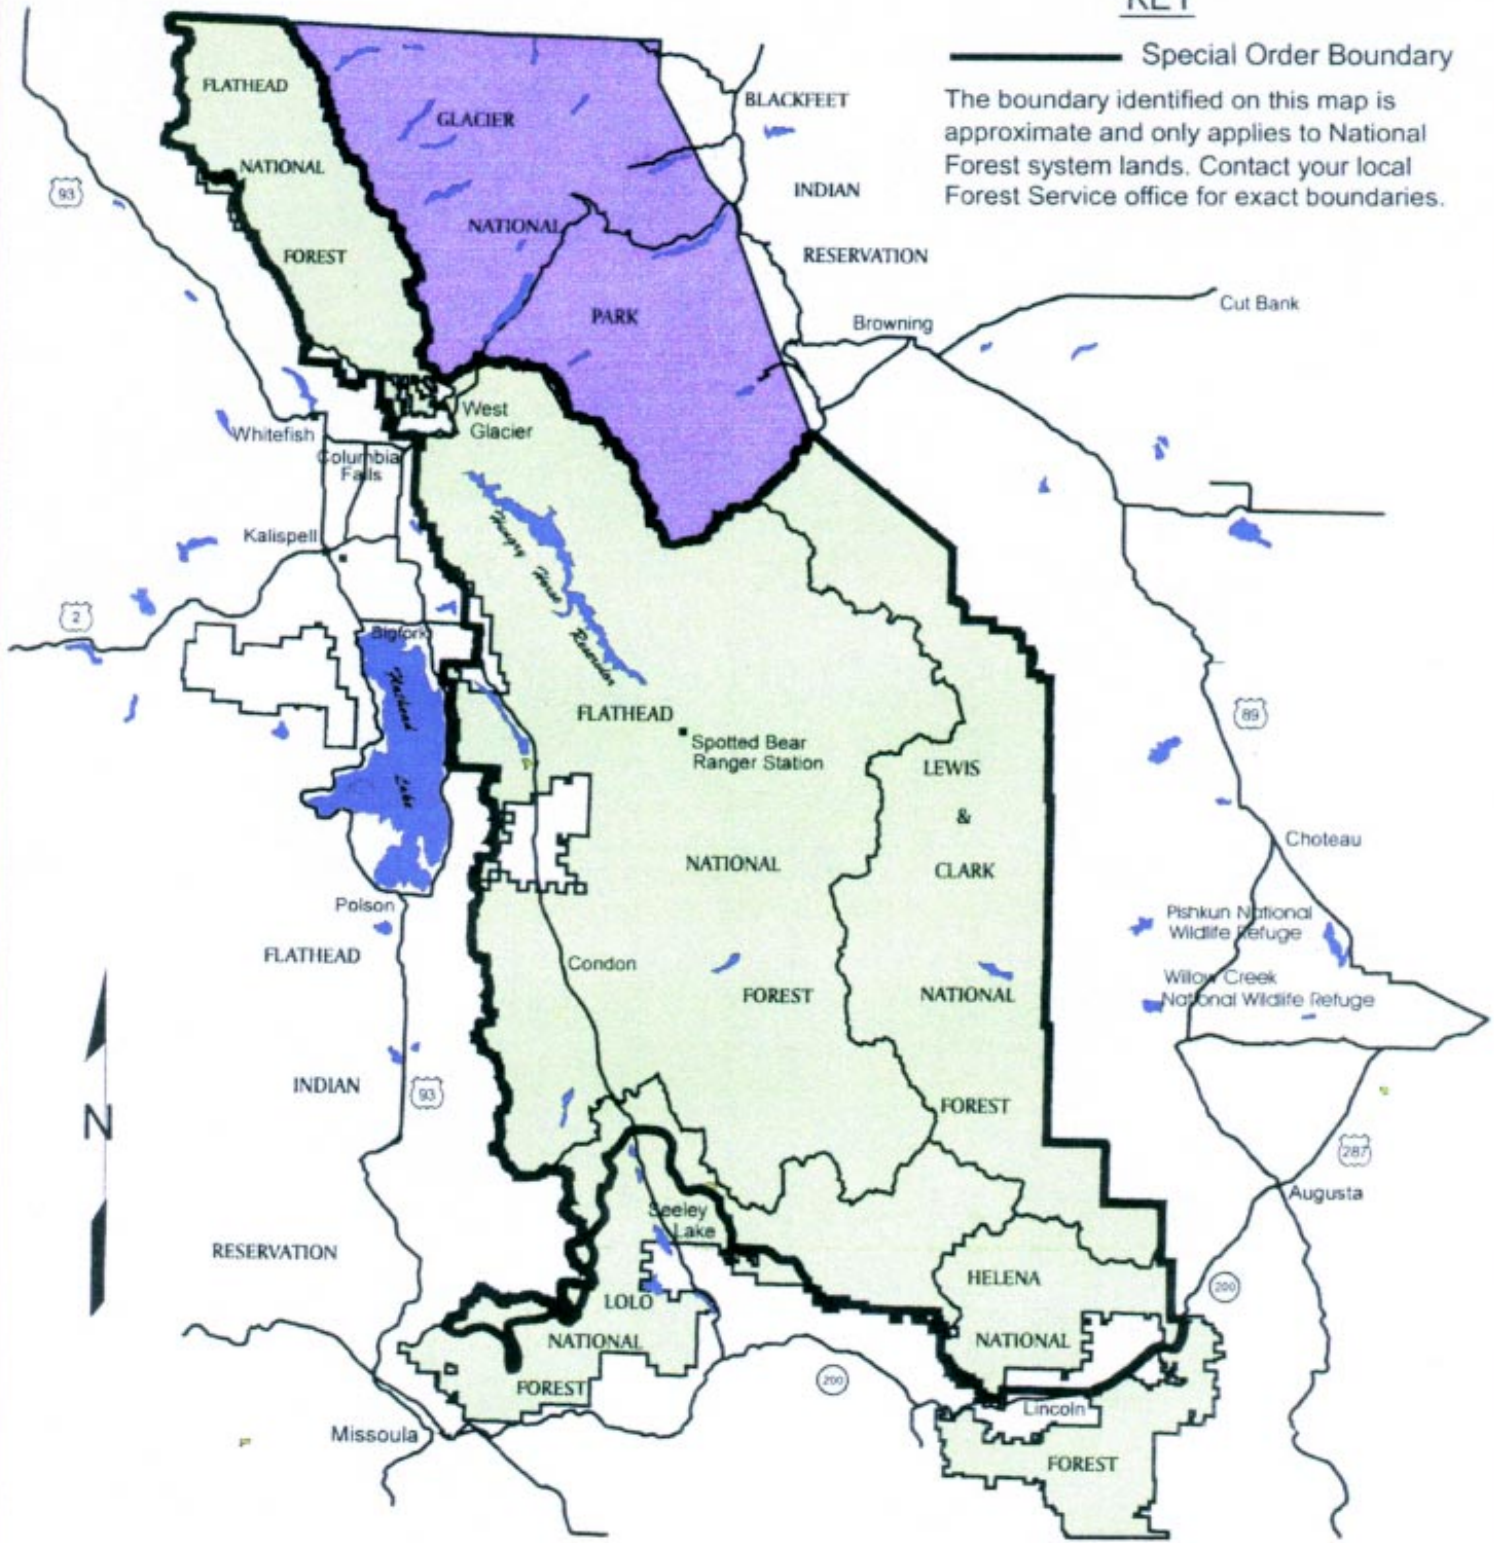 KEY
Special Order Boundary
The boundary identified on this map is
approximate and only applies to National
Forest system lands. Contact your local
Forest Service office for exact boundaries.
FLATHEAD
NATIONAL
FOREST
GLACIER
NATIONAL
PARK
BLACKFEET
INDIAN
RESERVATION
93
Cut Bank
Browning
West
Glacier
Whitefish
Columbia
Falls
Kalispell
2
Bigfork
Hungry Horse Reservoir
Flathead
Lake
FLATHEAD
Spotted Bear
Ranger Station
NATIONAL
FOREST
LEWIS
&
CLARK
NATIONAL
FOREST
89
Choteau
Pishkun National
Wildlife Refuge
Willow Creek
National Wildlife Refuge
Polson
FLATHEAD
INDIAN
RESERVATION
Condon
93
N
287
Augusta
Seeley
Lake
HELENA
NATIONAL
FOREST
200
LOLO
NATIONAL
FOREST
200
Lincoln
Missoula